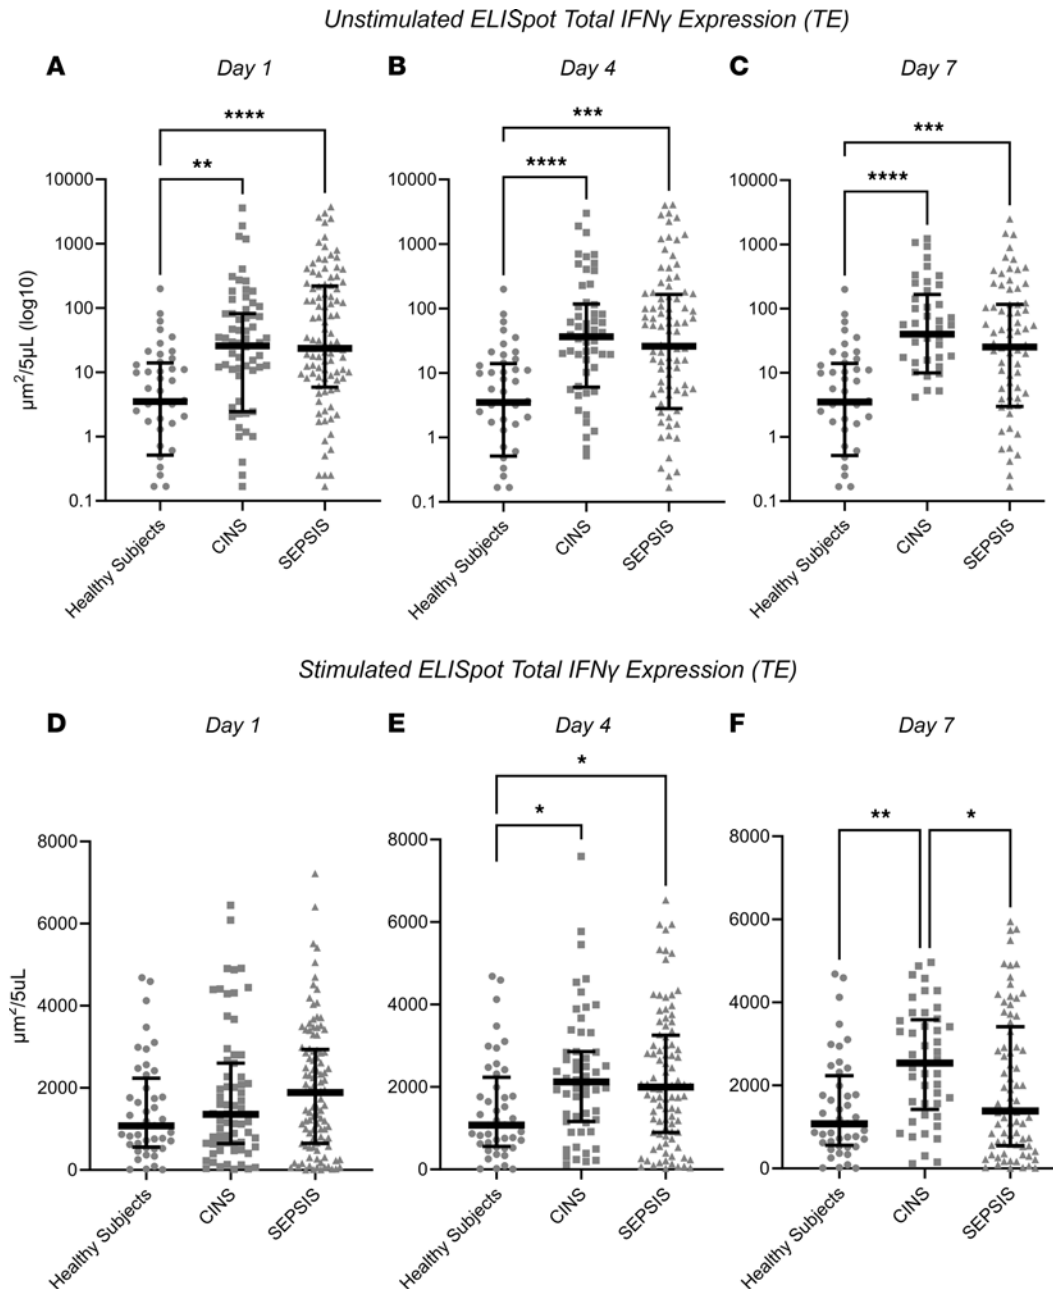 Unstimulated ELISpot Total IFNγ Expression (TE)
A Day 1 B Day 4 C Day 7
**** *** ***
** **** ****
10000 10000 10000
1000 1000 1000
100 100 100
10 10 10
1 1 1
0.1 0.1 0.1
µm²/5µL (log10)
Healthy Subjects CINS SEPSIS Healthy Subjects CINS SEPSIS Healthy Subjects CINS SEPSIS
Stimulated ELISpot Total IFNγ Expression (TE)
D Day 1 E Day 4 F Day 7
*
* ** *
8000 8000 8000
6000 6000 6000
4000 4000 4000
2000 2000 2000
0 0 0
µm²/5uL
Healthy Subjects CINS SEPSIS Healthy Subjects CINS SEPSIS Healthy Subjects CINS SEPSIS